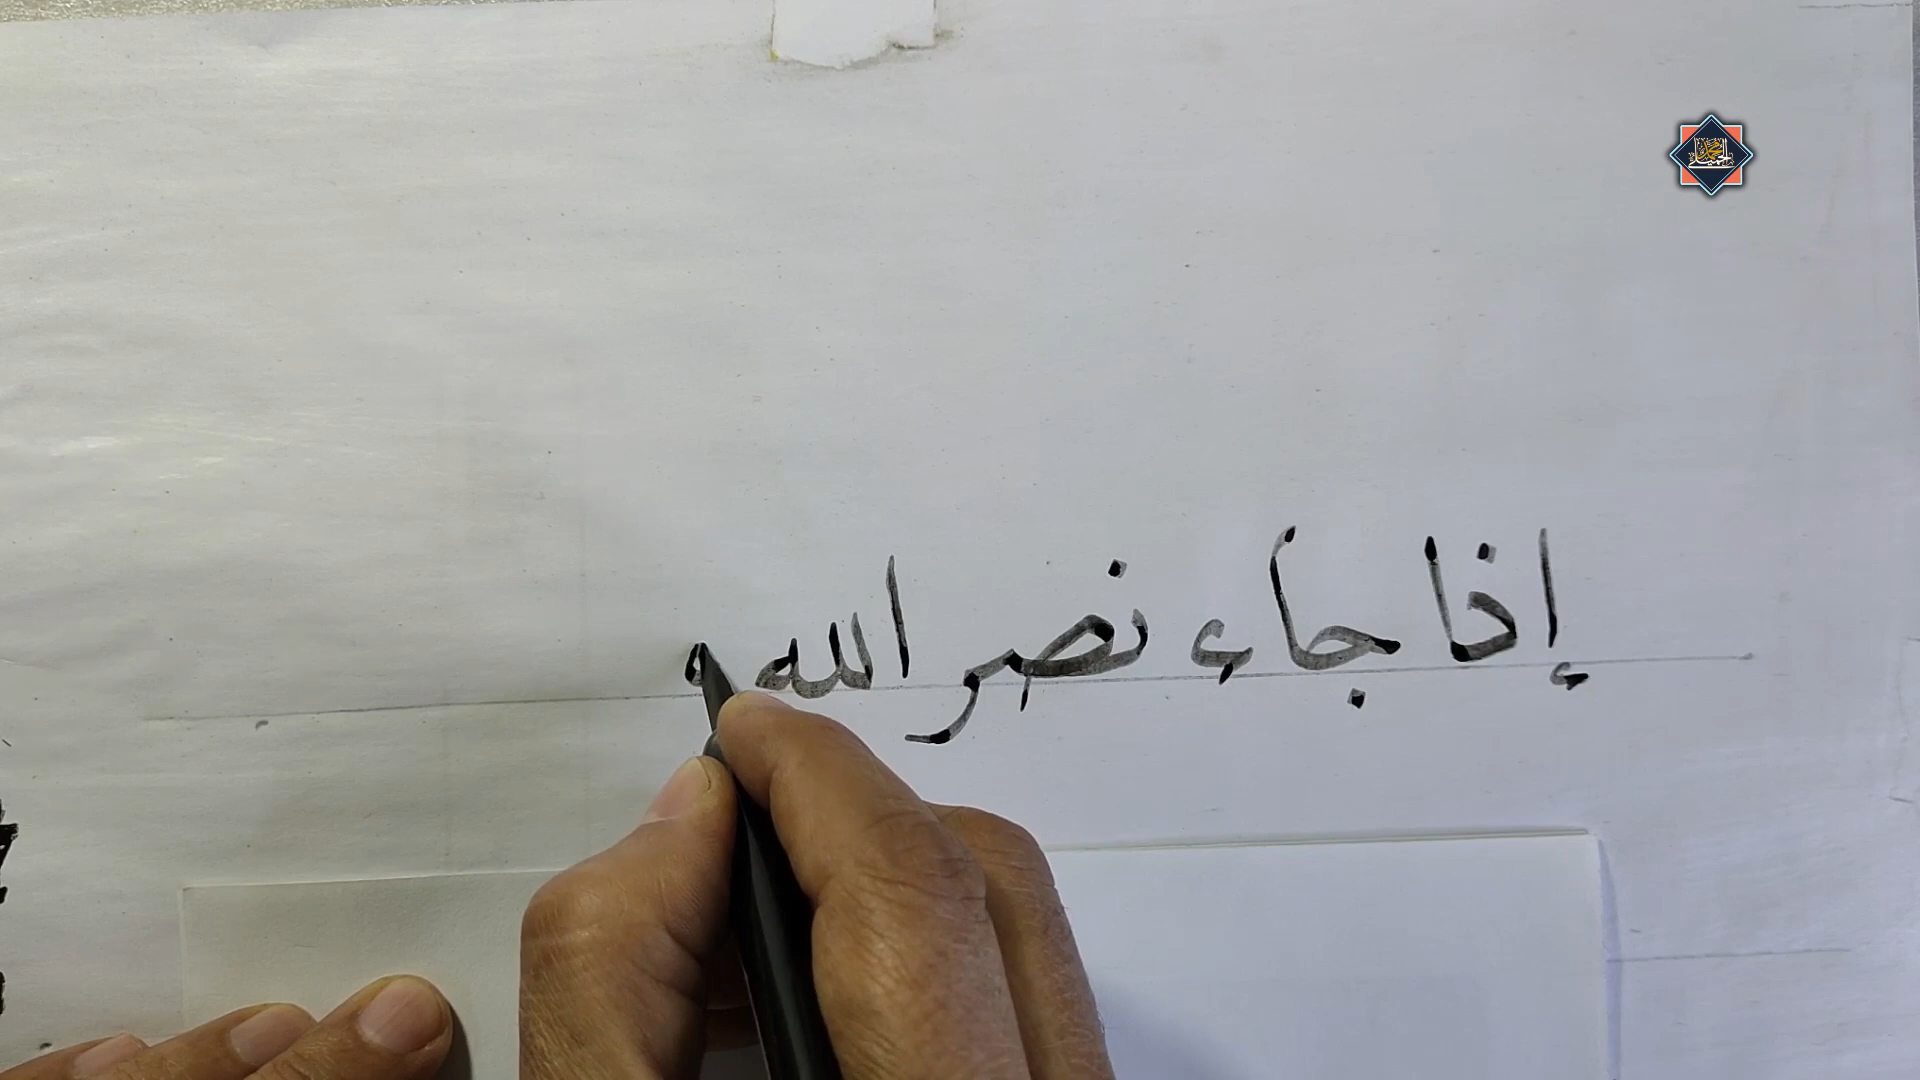 إذا جاء نصر الله و